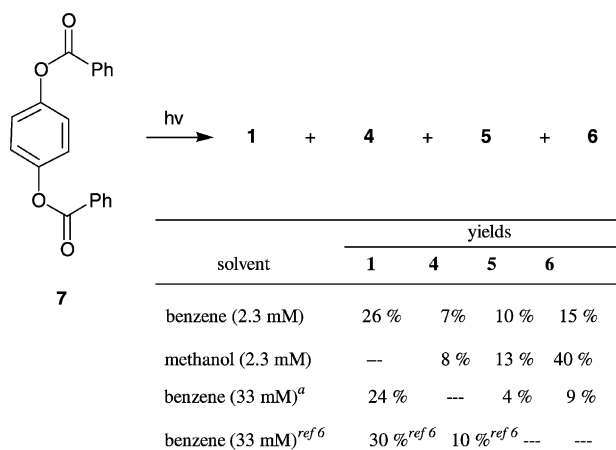 O
O
Ph
hν
1 + 4 + 5 + 6
O
Ph
O
7
yields
solvent 1 4 5 6
benzene (2.3 mM) 26 % 7% 10 % 15 %
methanol (2.3 mM) --- 8 % 13 % 40 %
benzene (33 mM)a 24 % --- 4 % 9 %
benzene (33 mM)ref 6 30 %ref 6 10 %ref 6 --- ---